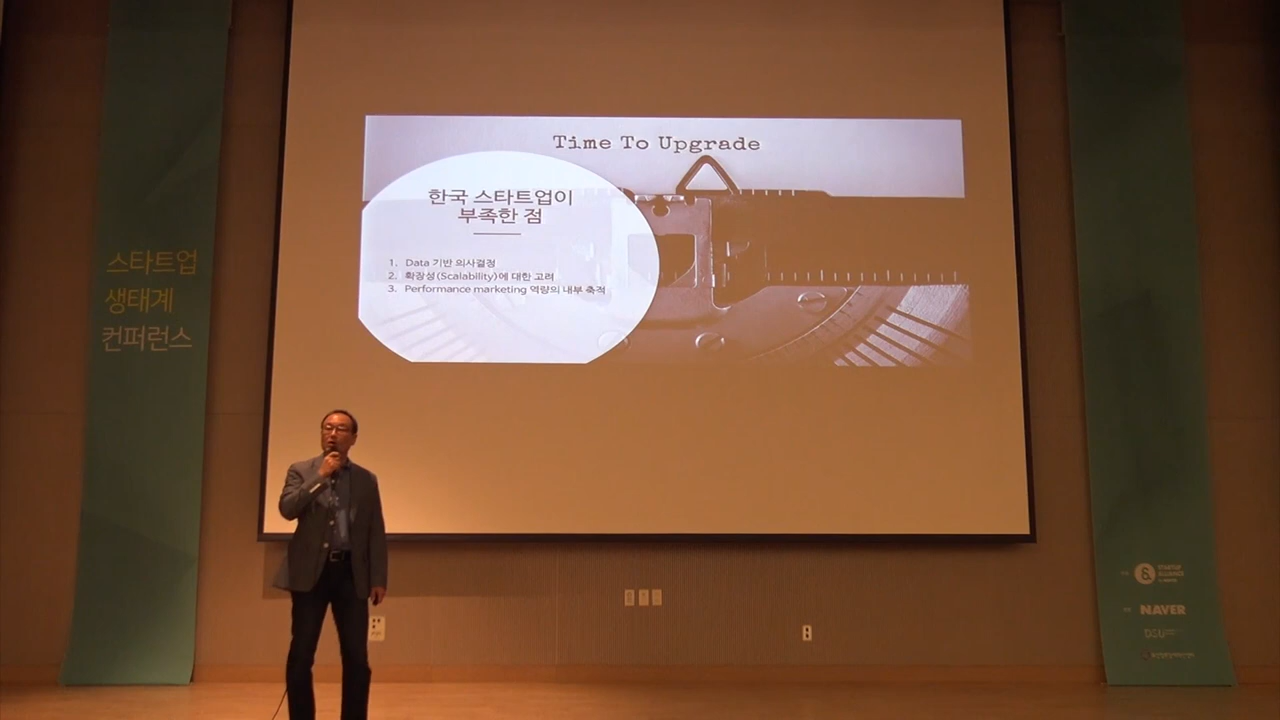 Time To Upgrade
한국 스타트업이
부족한 점
1. Data 기반 의사결정
2. 확장성(Scalability)에 대한 고려
3. Performance marketing 역량의 내부 축적
스타트업
생태계
컨퍼런스
STARTUP
ALLIANCE
NAVER